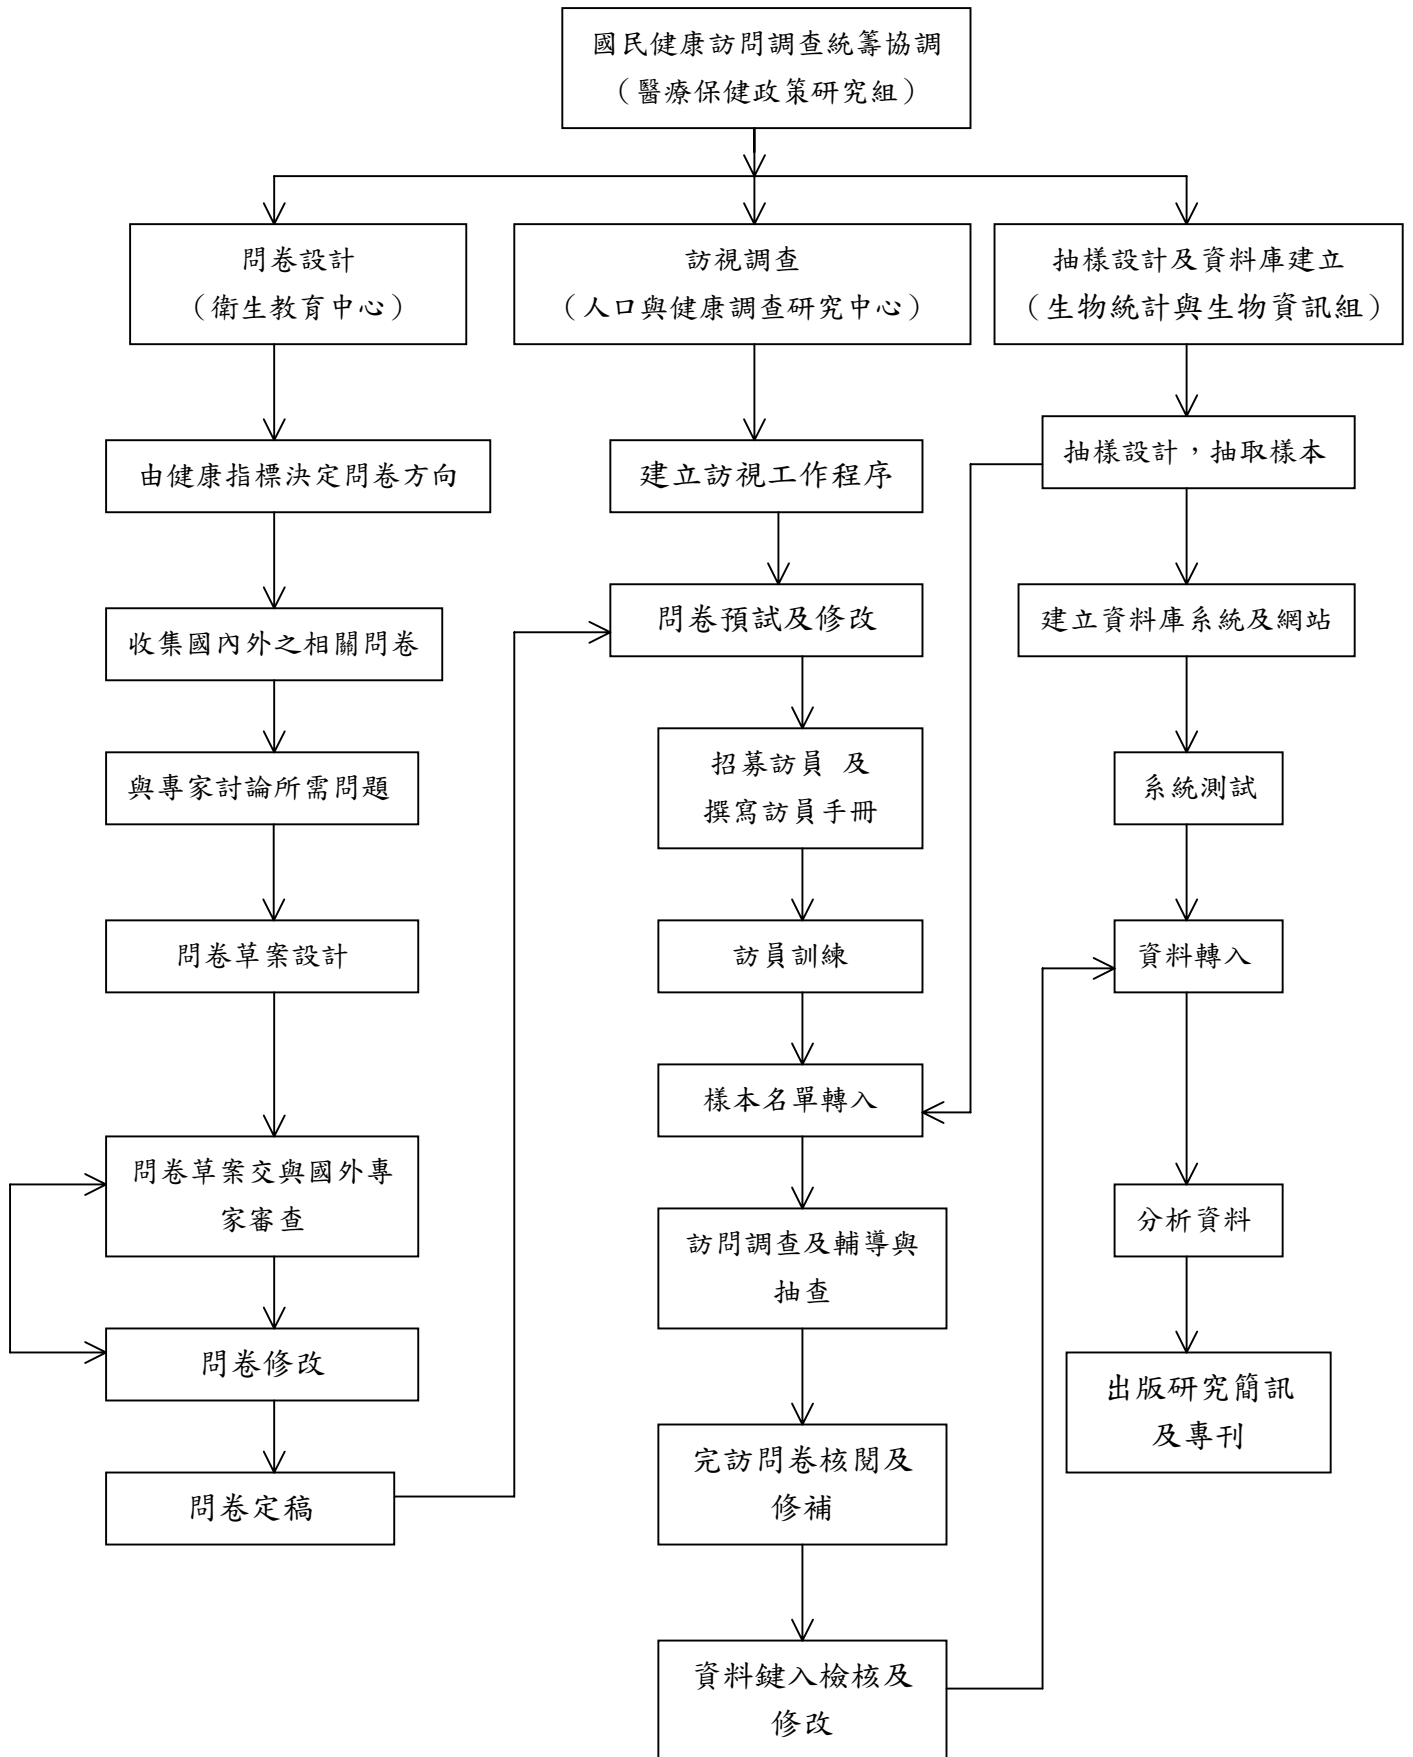 國民健康訪問調查統籌協調
（醫療保健政策研究組）
問卷設計
（衛生教育中心）
由健康指標決定問卷方向
收集國內外之相關問卷
與專家討論所需問題
問卷草案設計
問卷草案交與國外專
家審查
問卷修改
問卷定稿
訪視調查
（人口與健康調查研究中心）
建立訪視工作程序
問卷預試及修改
招募訪員 及
撰寫訪員手冊
訪員訓練
樣本名單轉入
訪問調查及輔導與
抽查
完訪問卷核閱及
修補
資料鍵入檢核及
修改
抽樣設計及資料庫建立
（生物統計與生物資訊組）
抽樣設計，抽取樣本
建立資料庫系統及網站
系統測試
資料轉入
分析資料
出版研究簡訊
及專刊